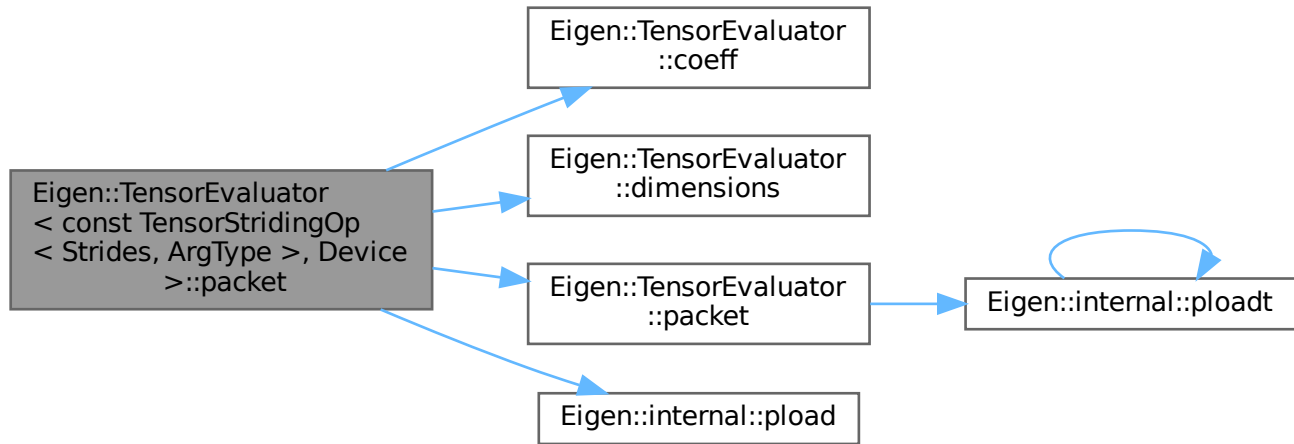 Eigen::TensorEvaluator
::coeff
Eigen::TensorEvaluator
::dimensions
Eigen::TensorEvaluator
< const TensorStridingOp
< Strides, ArgType >, Device
>::packet
Eigen::TensorEvaluator
::packet
Eigen::internal::ploadt
Eigen::internal::pload